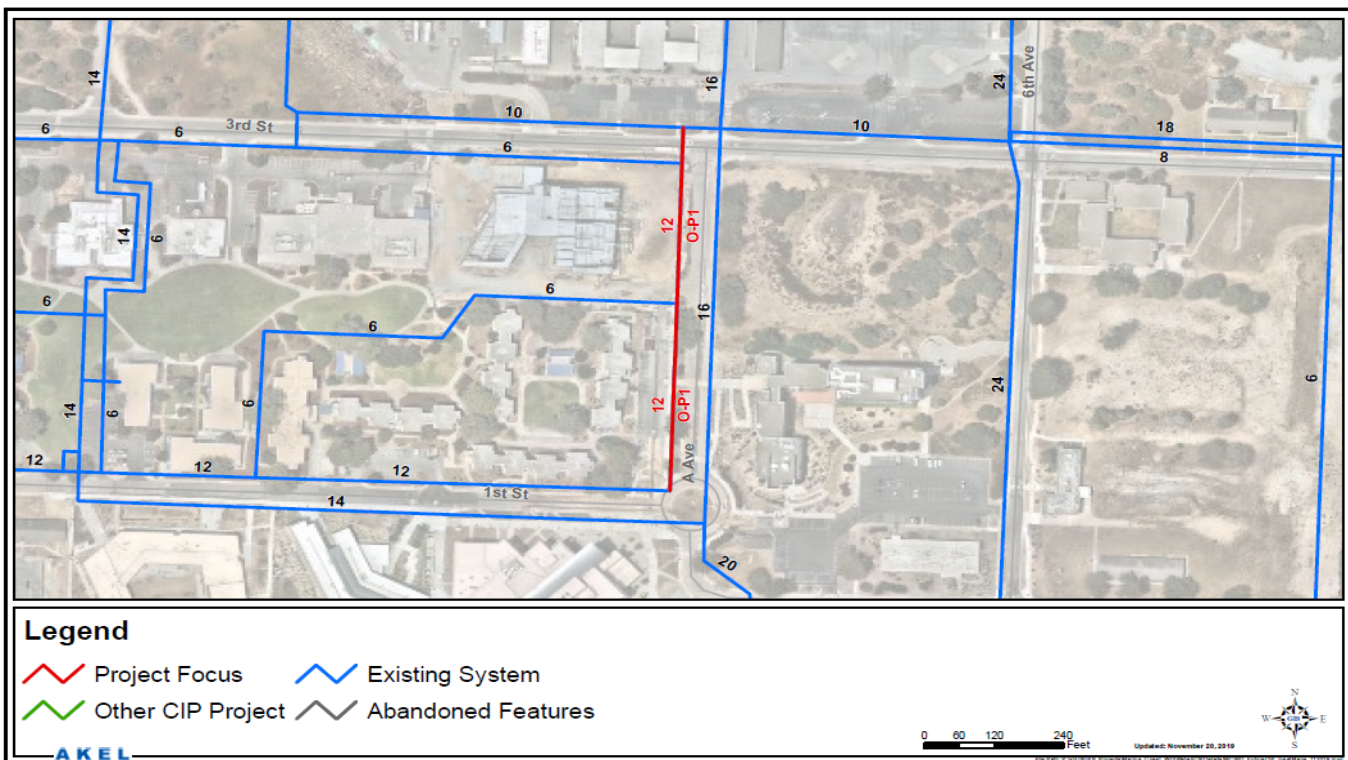 14
16
24
6th Ave
6
6
3rd St
10
10
18
6
8
14
6
12
O-P1
6
6
16
6
14
6
6
12
O-P1
24
6
A Ave
12
12
12
1st St
14
20
Legend
Project Focus
Existing System
Other CIP Project
Abandoned Features
AKEL
0 60 120 240
Feet
Updated: November 20, 2019
N
W GIS E
S